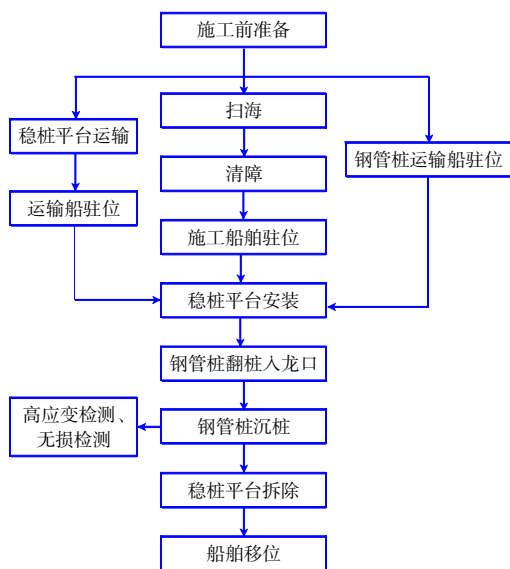 施工前准备
扫海
稳桩平台运输
钢管桩运输船驻位
清障
运输船驻位
施工船舶驻位
稳桩平台安装
钢管桩翻桩入龙口
高应变检测、
无损检测
钢管桩沉桩
稳桩平台拆除
船舶移位